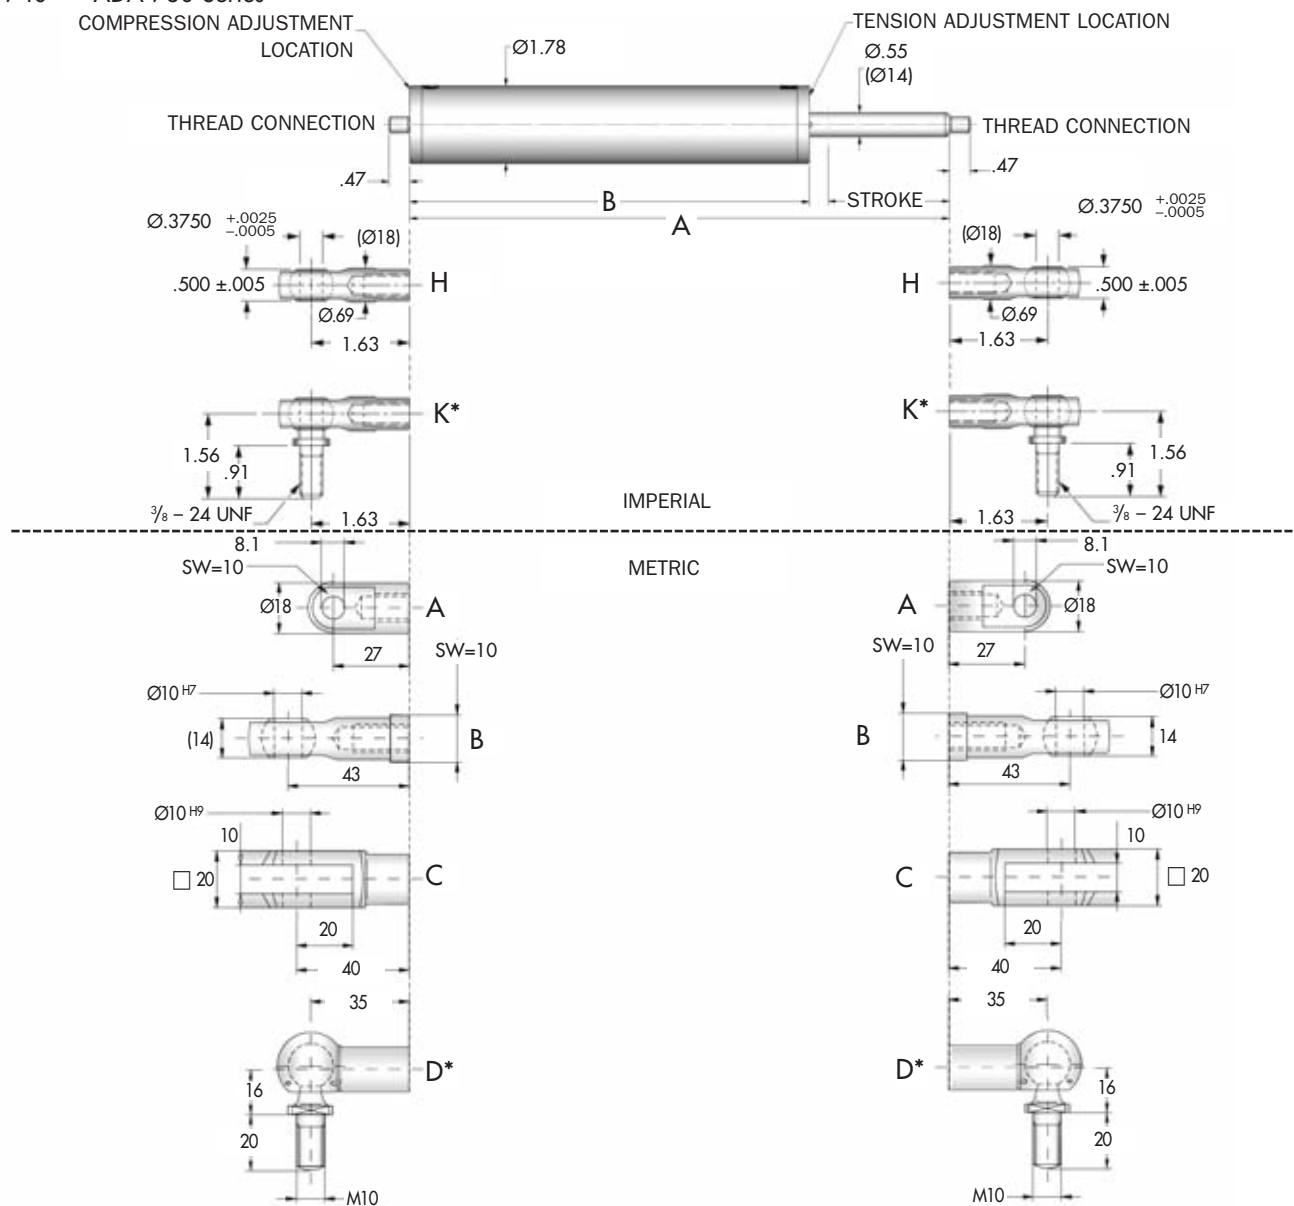 COMPRESSION ADJUSTMENT
LOCATION
Ø1.78
TENSION ADJUSTMENT LOCATION
Ø.55
(Ø14)
THREAD CONNECTION
THREAD CONNECTION
.47
.47
B
STROKE
A
Ø.3750 +.0025
–.0005
Ø.3750 +.0025
–.0005
(Ø18)
(Ø18)
H
H
.500 ±.005
.500 ±.005
Ø.69
Ø.69
1.63
1.63
K*
K*
1.56
1.56
.91
.91
IMPERIAL
3/8 – 24 UNF
3/8 – 24 UNF
1.63
1.63
8.1
8.1
METRIC
SW=10
SW=10
Ø18
A
A
Ø18
27
27
SW=10
SW=10
Ø10 H7
Ø10 H7
(14)
B
B
14
43
43
Ø10 H9
Ø10 H9
10
10
□ 20
C
C
□ 20
20
20
40
40
35
35
D*
D*
16
16
20
20
M10
M10